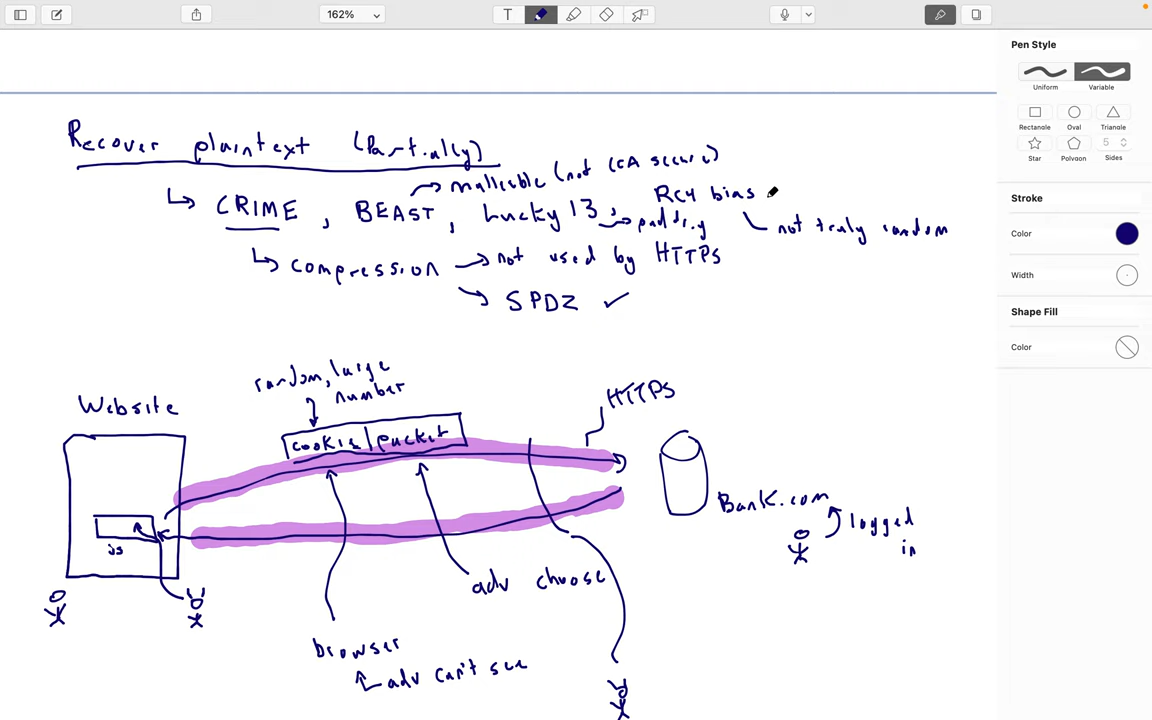 162%
T
Pen Style
Uniform
Variable
Rectangle
Oval
Triangle
Star
Polygon
5
Sides
Stroke
Color
Width
Shape Fill
Color
Recover plaintext (Partially)
↳ CRIME, BEAST, Lucky 13, RC4 bias
→ malleable (not CCA secure)
→ padding
not truly random
↳ compression → not used by HTTPS
→ SPDZ ✓
random, large
number
Website
cookie | packet
HTTPS
js
Bank.com
logged
in
adv choose
browser
adv can't see